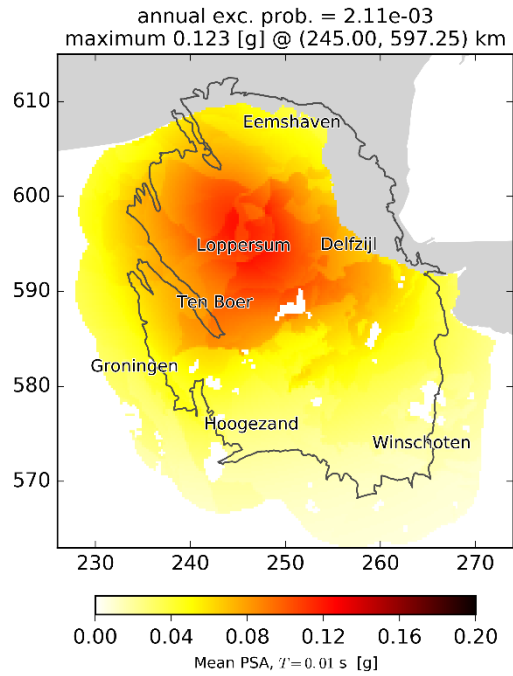 annual exc. prob. = 2.11e-03
maximum 0.123 [g] @ (245.00, 597.25) km
610
600
590
580
570
Eemshaven
Loppersum
Delfzijl
Ten Boer
Groningen
Hoogezand
Winschoten
230
240
250
260
270
0.00
0.04
0.08
0.12
0.16
0.20
Mean PSA, T=0.01 s [g]